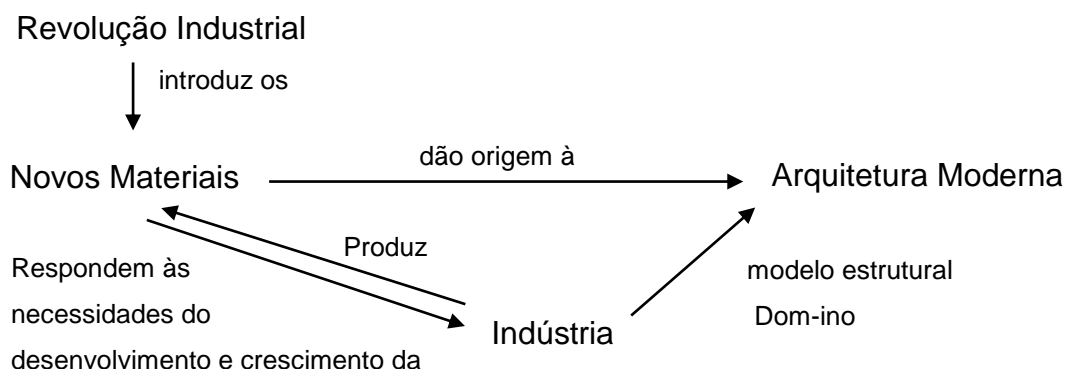 Revolução Industrial
introduz os
dão origem à
Novos Materiais
Arquitetura Moderna
Produz
Respondem às
necessidades do
desenvolvimento e crescimento da
Indústria
modelo estrutural
Dom-ino